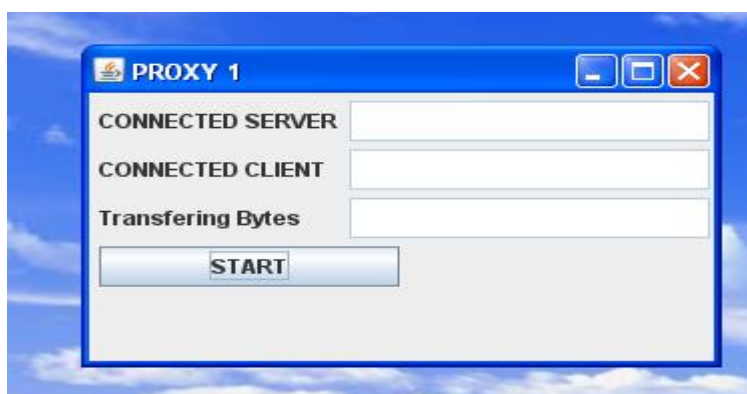 PROXY 1
CONNECTED SERVER
CONNECTED CLIENT
Transfering Bytes
START